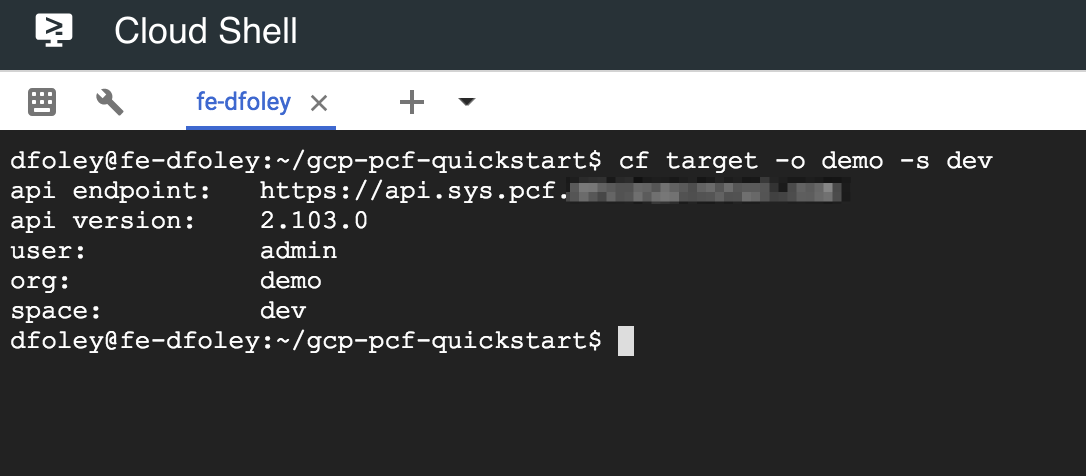 Cloud Shell
fe-dfoley
dfoley@fe-dfoley:~/gcp-pcf-quickstart$ cf target -o demo -s dev
api endpoint:   https://api.sys.pcf.
api version:    2.103.0
user:           admin
org:            demo
space:          dev
dfoley@fe-dfoley:~/gcp-pcf-quickstart$